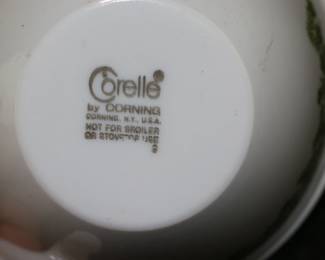 Corelle®
by CORNING
CORNING, N.Y., U.S.A.
NOT FOR BROILER
OR STOVETOP USE